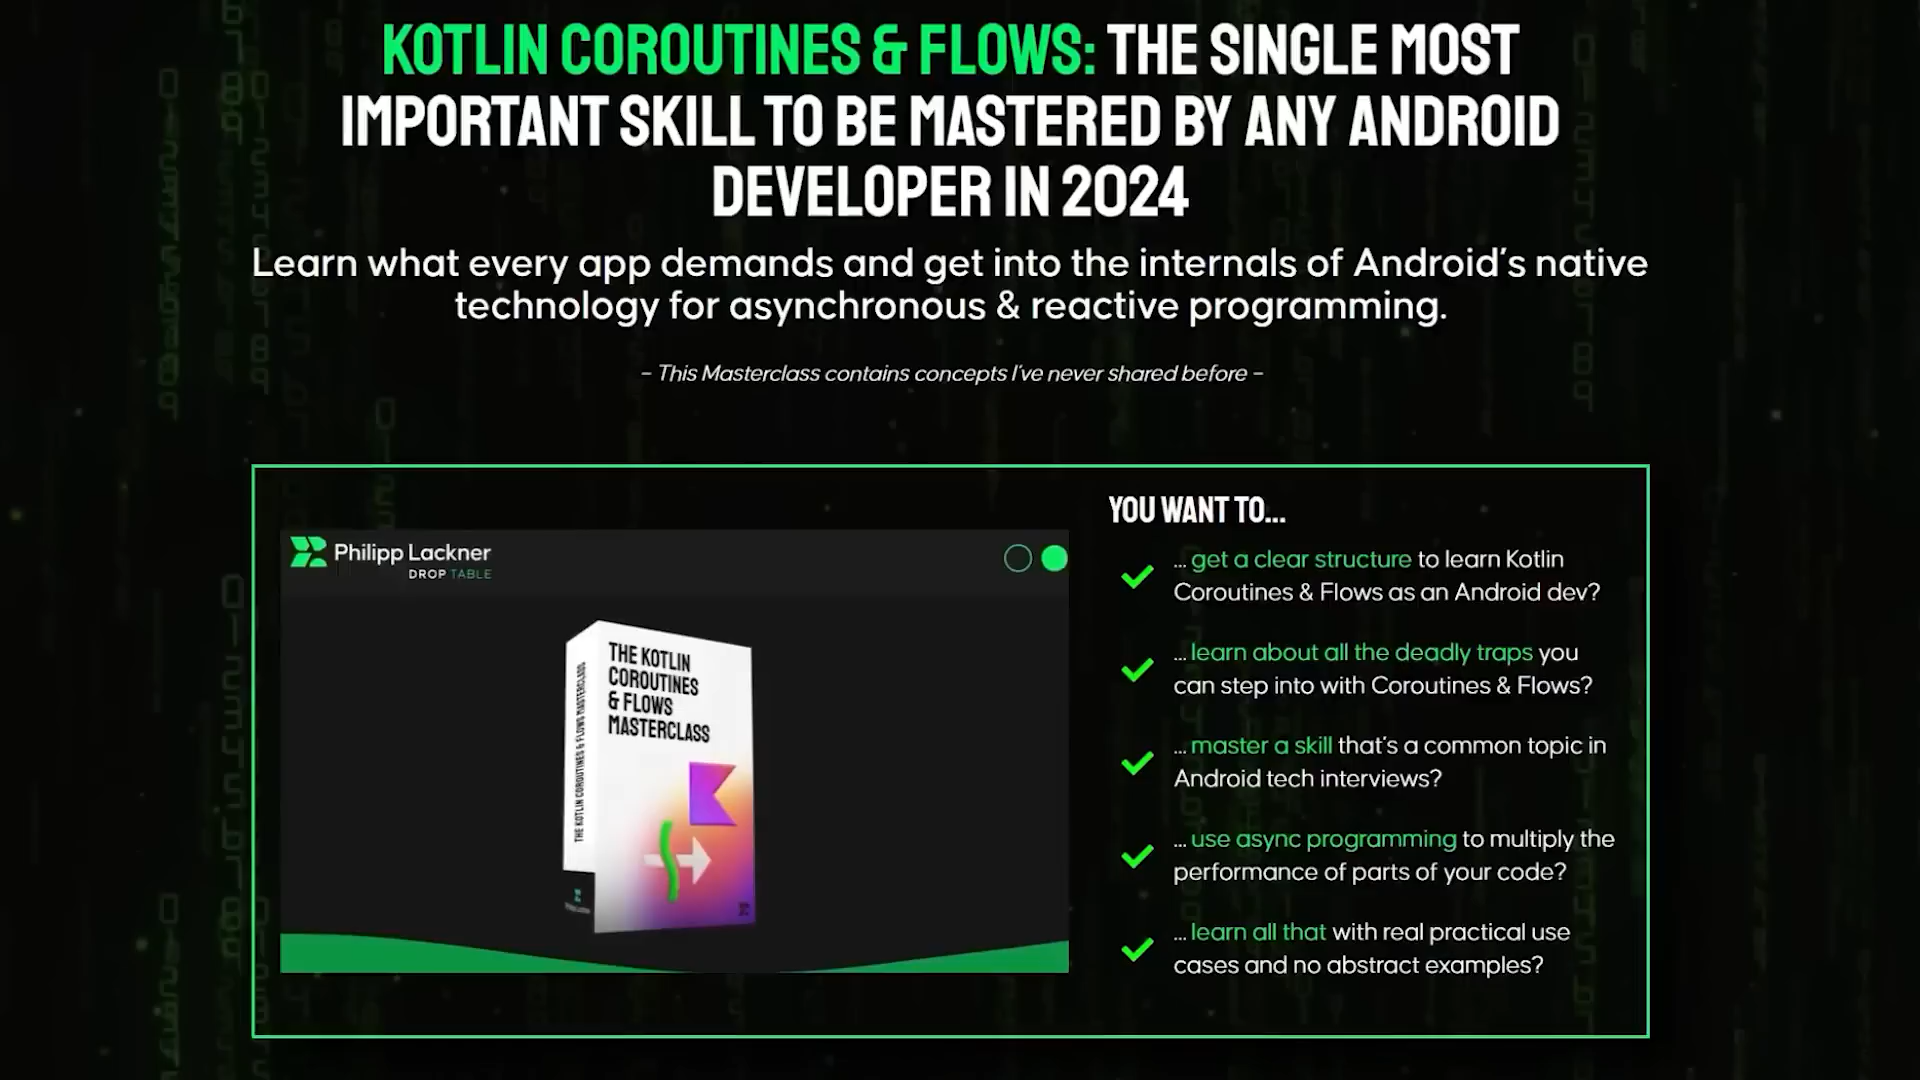 KOTLIN COROUTINES & FLOWS: THE SINGLE MOST
IMPORTANT SKILL TO BE MASTERED BY ANY ANDROID
DEVELOPER IN 2024
Learn what every app demands and get into the internals of Android's native
technology for asynchronous & reactive programming.
– This Masterclass contains concepts I've never shared before –
Philipp Lackner
DROP TABLE
THE KOTLIN
COROUTINES
& FLOWS
MASTERCLASS
THE KOTLIN COROUTINES & FLOWS MASTERCLASS
YOU WANT TO...
... get a clear structure to learn Kotlin
Coroutines & Flows as an Android dev?
... learn about all the deadly traps you
can step into with Coroutines & Flows?
... master a skill that's a common topic in
Android tech interviews?
... use async programming to multiply the
performance of parts of your code?
... learn all that with real practical use
cases and no abstract examples?